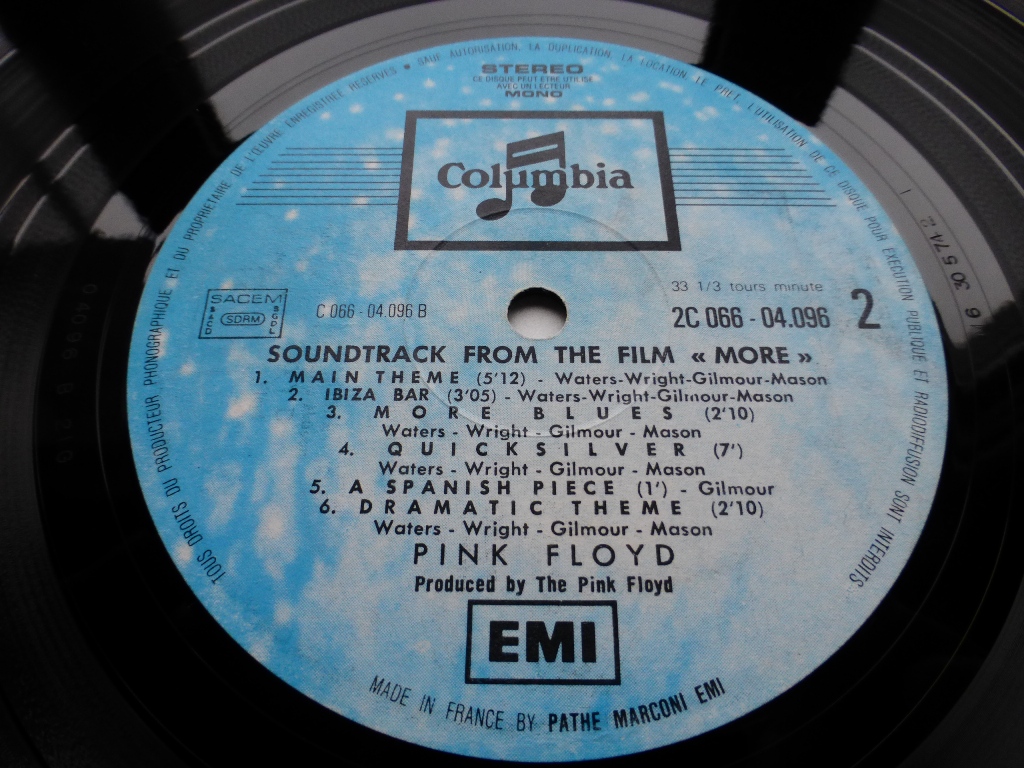 TOUS DROITS DU PRODUCTEUR PHONOGRAPHIQUE ET DU PROPRIETAIRE DE L'ŒUVRE ENREGISTREE RESERVES • SAUF AUTORISATION, LA DUPLICATION, LA LOCATION, LE PRET, L'UTILISATION DE CE DISQUE POUR EXECUTION PUBLIQUE ET RADIODIFFUSION SONT INTERDITS
STEREO
CE DISQUE PEUT ETRE UTILISE
AVEC UN LECTEUR
MONO
Columbia
SACEM
SACD
SDRM
SGDL
C 066 - 04.096 B
33 1/3 tours minute
2C 066 - 04.096
2
SOUNDTRACK FROM THE FILM « MORE »
1. MAIN THEME (5'12) - Waters-Wright-Gilmour-Mason
2. IBIZA BAR (3'05) - Waters-Wright-Gilmour-Mason
3. MORE BLUES (2'10)
Waters - Wright - Gilmour - Mason
4. QUICKSILVER (7')
Waters - Wright - Gilmour - Mason
5. A SPANISH PIECE (1') - Gilmour
6. DRAMATIC THEME (2'10)
Waters - Wright - Gilmour - Mason
PINK FLOYD
Produced by The Pink Floyd
EMI
MADE IN FRANCE BY PATHE MARCONI EMI